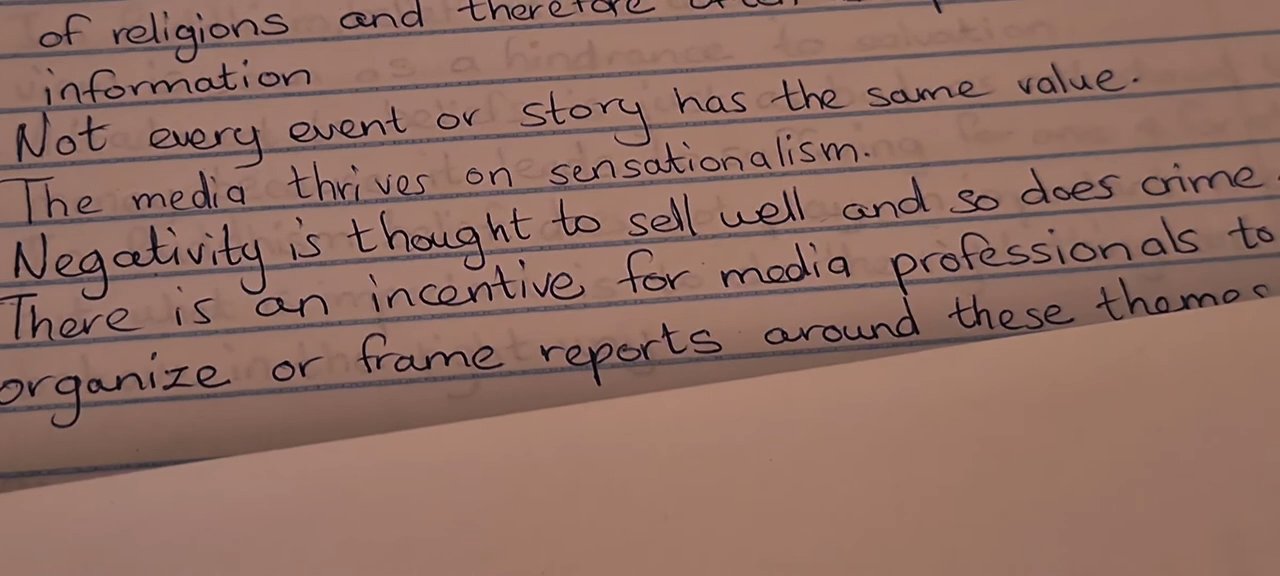 of religions and therefore
information
Not every event or story has the same value.
The media thrives on sensationalism.
Negativity is thought to sell well and so does crime.
There is an incentive for media professionals to
organize or frame reports around these themes